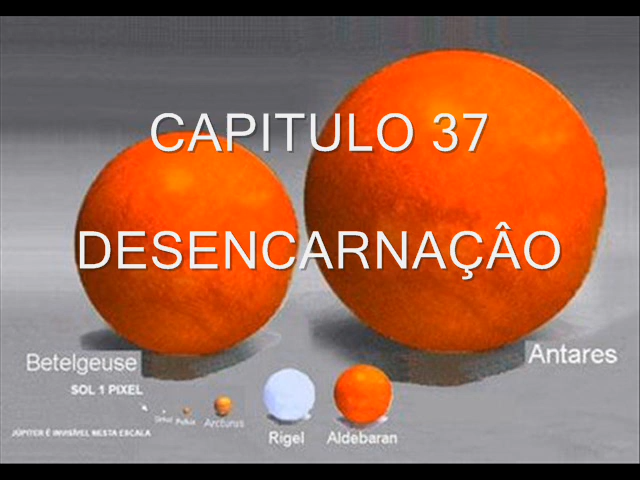 CAPITULO 37
DESENCARNAÇÂO
Betelgeuse
Antares
SOL 1 PIXEL
Arcturus
JÚPITER É INVISÍVEL NESTA ESCALA
Rigel
Aldebaran